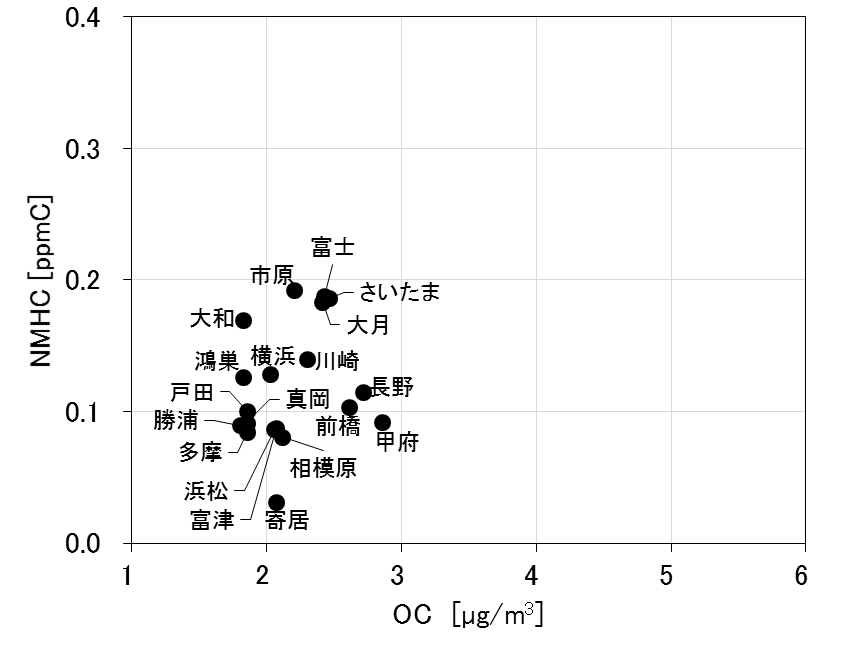 0.4
0.3
0.2
0.1
0.0
NMHC [ppmC]
富士
市原
さいたま
大和
大月
鴻巣
横浜
川崎
戸田
真岡
長野
勝浦
前橋
多摩
甲府
相模原
浜松
富津
寄居
1
2
3
4
5
6
OC [μg/m³]